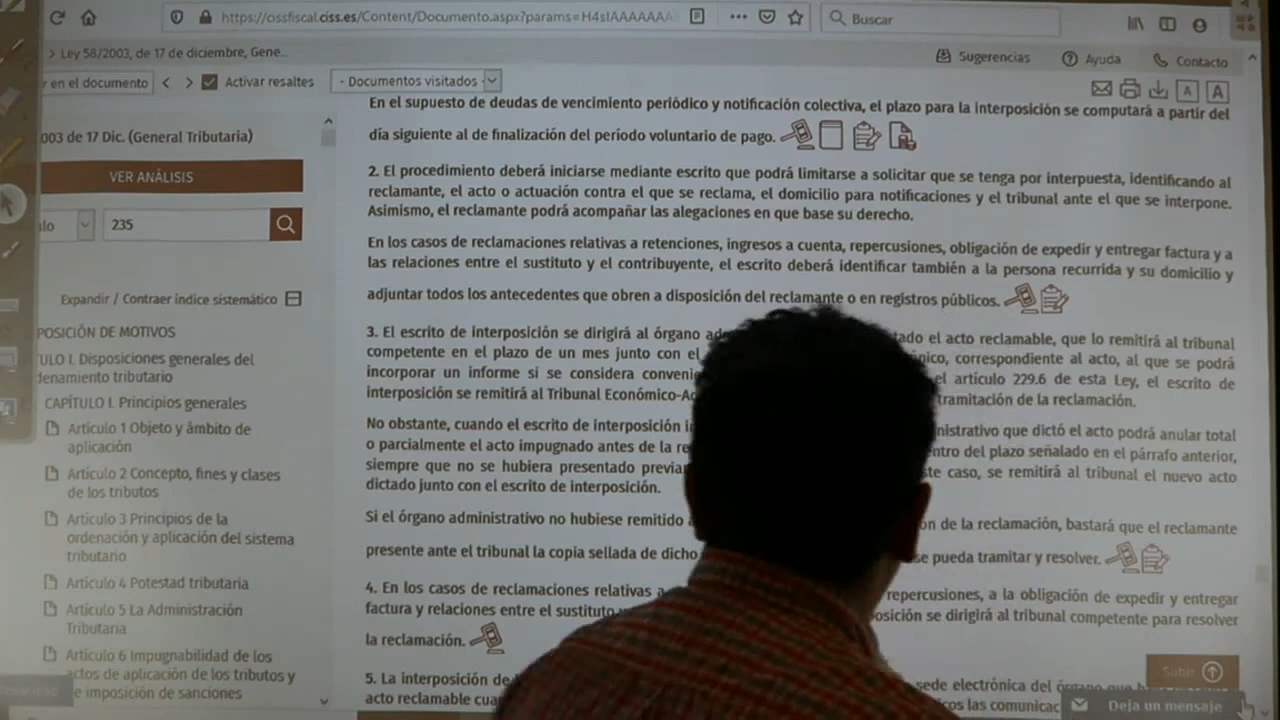 https://cissfiscal.ciss.es/Content/Documento.aspx?params=H4sIAAAAAAA
Buscar
> Ley 58/2003, de 17 de diciembre, Gene...
Sugerencias
Ayuda
Contacto
r en el documento
Activar resaltes
- Documentos visitados -
A
A
003 de 17 Dic. (General Tributaria)
VER ANÁLISIS
lo
235
Expandir / Contraer índice sistemático
POSICIÓN DE MOTIVOS
ULO I. Disposiciones generales del
denamiento tributario
CAPÍTULO I. Principios generales
Artículo 1 Objeto y ámbito de
aplicación
Artículo 2 Concepto, fines y clases
de los tributos
Artículo 3 Principios de la
ordenación y aplicación del sistema
tributario
Artículo 4 Potestad tributaria
Artículo 5 La Administración
Tributaria
Artículo 6 Impugnabilidad de los
actos de aplicación de los tributos y
e imposición de sanciones
En el supuesto de deudas de vencimiento periódico y notificación colectiva, el plazo para la interposición se computará a partir del
día siguiente al de finalización del período voluntario de pago.
2. El procedimiento deberá iniciarse mediante escrito que podrá limitarse a solicitar que se tenga por interpuesta, identificando al
reclamante, el acto o actuación contra el que se reclama, el domicilio para notificaciones y el tribunal ante el que se interpone.
Asimismo, el reclamante podrá acompañar las alegaciones en que base su derecho.
En los casos de reclamaciones relativas a retenciones, ingresos a cuenta, repercusiones, obligación de expedir y entregar factura y a
las relaciones entre el sustituto y el contribuyente, el escrito deberá identificar también a la persona recurrida y su domicilio y
adjuntar todos los antecedentes que obren a disposición del reclamante o en registros públicos.
3. El escrito de interposición se dirigirá al órgano ad tado el acto reclamable, que lo remitirá al tribunal
competente en el plazo de un mes junto con el nico, correspondiente al acto, al que se podrá
incorporar un informe si se considera convenie el artículo 229.6 de esta Ley, el escrito de
interposición se remitirá al Tribunal Económico-Ad tramitación de la reclamación.
No obstante, cuando el escrito de interposición i nistrativo que dictó el acto podrá anular total
o parcialmente el acto impugnado antes de la re ntro del plazo señalado en el párrafo anterior,
siempre que no se hubiera presentado previa te caso, se remitirá al tribunal el nuevo acto
dictado junto con el escrito de interposición.
Si el órgano administrativo no hubiese remitido a ón de la reclamación, bastará que el reclamante
presente ante el tribunal la copia sellada de dicho se pueda tramitar y resolver.
4. En los casos de reclamaciones relativas a repercusiones, a la obligación de expedir y entregar
factura y relaciones entre el sustituto osición se dirigirá al tribunal competente para resolver
la reclamación.
5. La interposición de sede electrónica del órgano que
acto reclamable cua cos las comunicac
Subir
Deja un mensaje